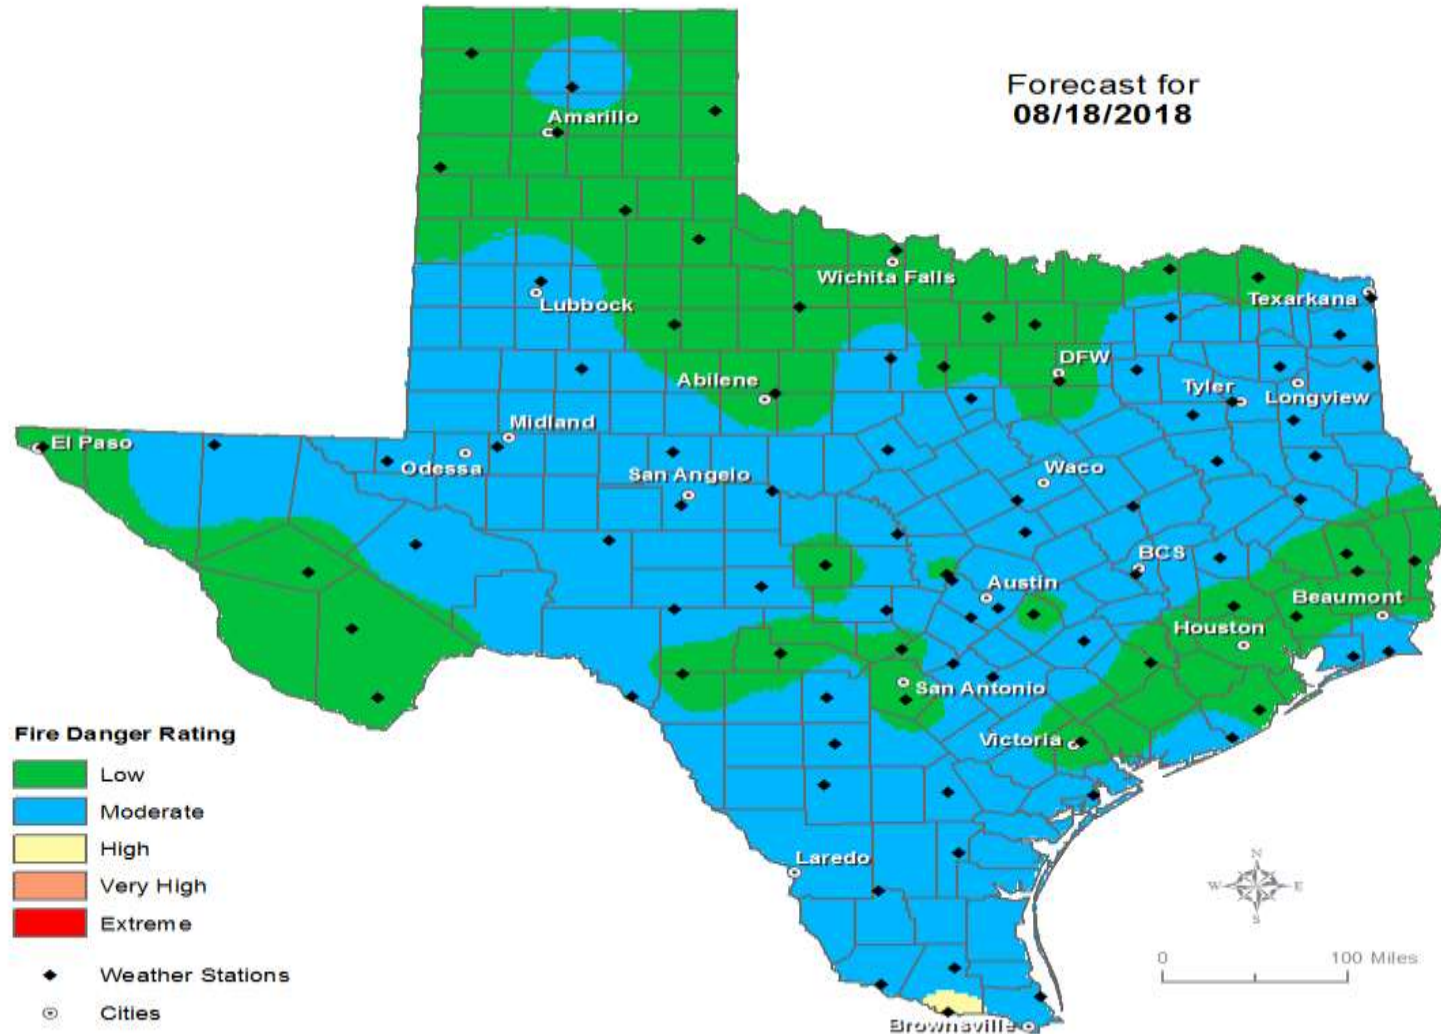 Forecast for
08/18/2018
Amarillo
Wichita Falls
Lubbock
Texarkana
DFW
Abilene
Tyler
Longview
Midland
El Paso
Odessa
San Angelo
Waco
BCS
Austin
Beaumont
Houston
San Antonio
Victoria
Laredo
Brownsville
Fire Danger Rating
Low
Moderate
High
Very High
Extreme
Weather Stations
Cities
N
W E
S
0 100 Miles